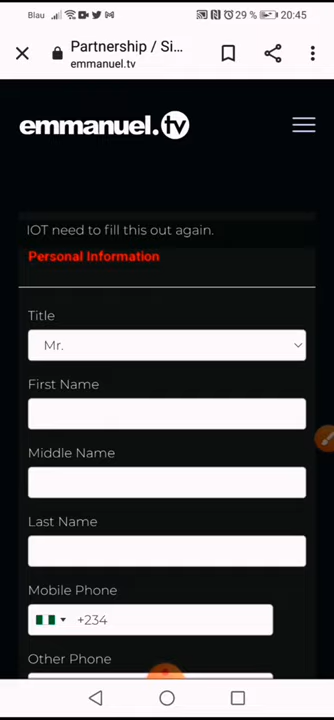 Blau 29 % 20:45
Partnership / Si...
emmanuel.tv
emmanuel.tv
IOT need to fill this out again.
Personal Information
Title
Mr.
First Name
Middle Name
Last Name
Mobile Phone
+234
Other Phone